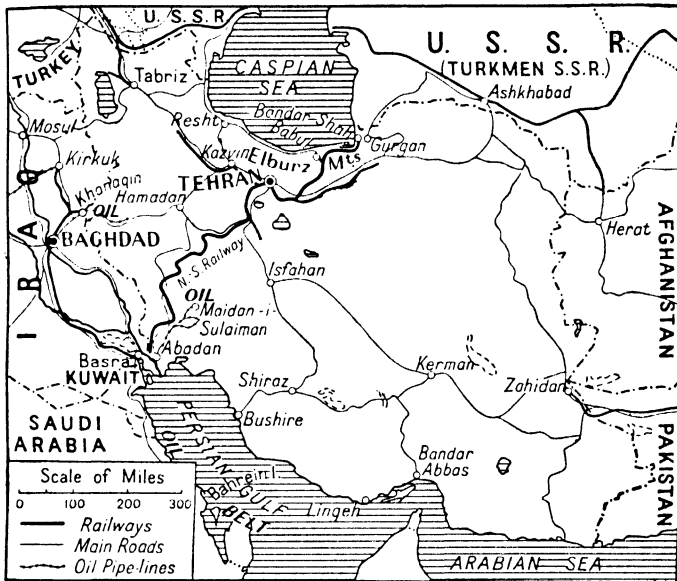 U. S. S. R
U. S. S. R.
(TURKMEN S.S.R.)
TURKEY
CASPIAN
SEA
Tabriz
Ashkhabad
Mosul
Resht
Bandar Shah
Babul
Gurgan
Kirkuk
Kazvin
Elburz Mts
TEHRAN
Khanaqin
OIL
Hamadan
IRAQ
BAGHDAD
Herat
AFGHANISTAN
N.-S. Railway
Isfahan
OIL
Maidan-i-
Sulaiman
Abadan
Basra
KUWAIT
Kerman
Shiraz
Zahidan
Bushire
SAUDI
ARABIA
PERSIAN GULF
OIL BELT
Bahrein I.
Bandar
Abbas
Lingeh
PAKISTAN
ARABIAN SEA
Scale of Miles
0 100 200 300
Railways
Main Roads
Oil Pipe-lines